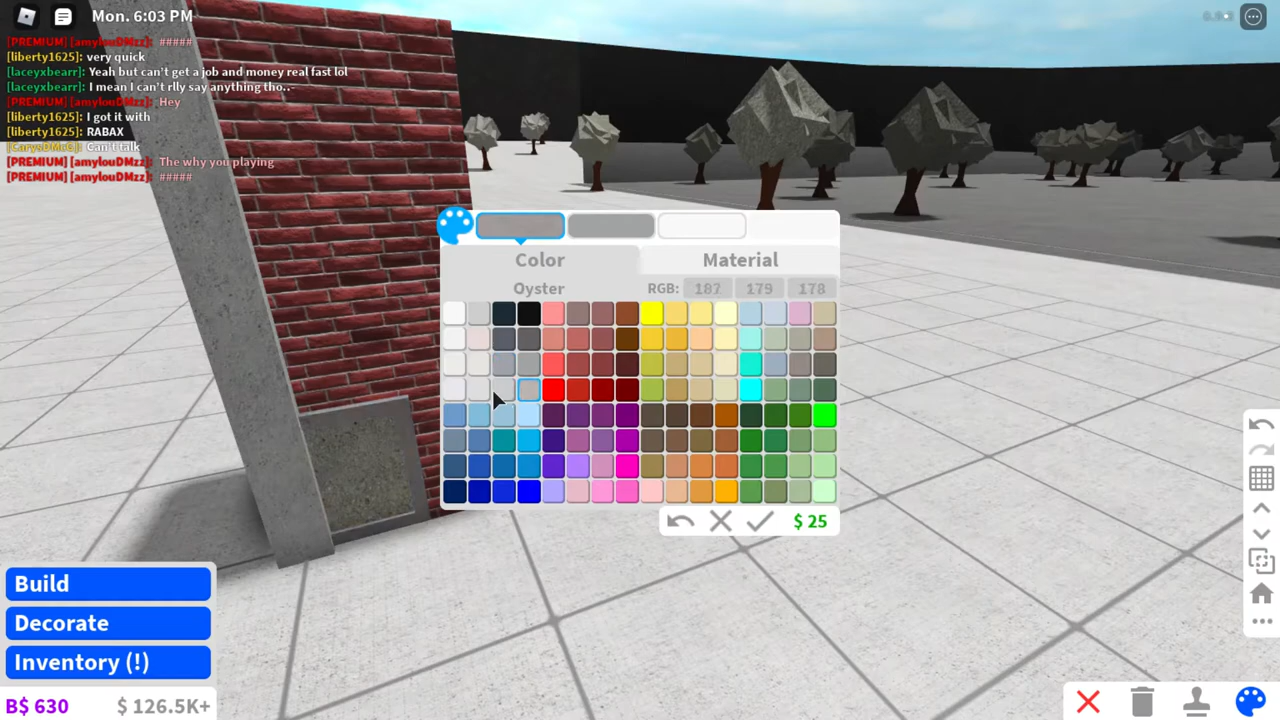 Mon. 6:03 PM
[PREMIUM] [amylouDMzz]: #####
[liberty1625]: very quick
[laceyxbearr]: Yeah but can't get a job and money real fast lol
[laceyxbearr]: I mean I can't rlly say anything tho..-
[PREMIUM] [amylouDMzz]: Hey
[liberty1625]: I got it with
[liberty1625]: RABAX
Can't talk
[PREMIUM] [amylouDMzz]: The why you playing
[PREMIUM] [amylouDMzz]: #####
Color
Material
Oyster
RGB: 187 179 178
$ 25
Build
Decorate
Inventory (!)
B$ 630
$ 126.5K+